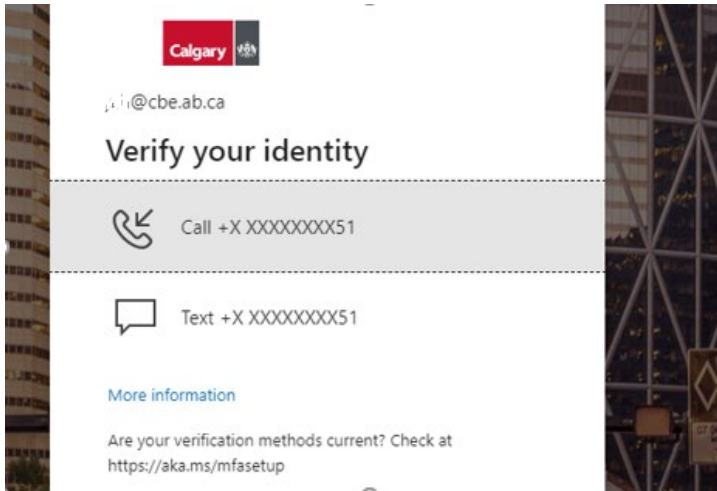 Calgary
@cbe.ab.ca
Verify your identity
Call +X XXXXXXXX51
Text +X XXXXXXXX51
More information
Are your verification methods current? Check at
https://aka.ms/mfasetup